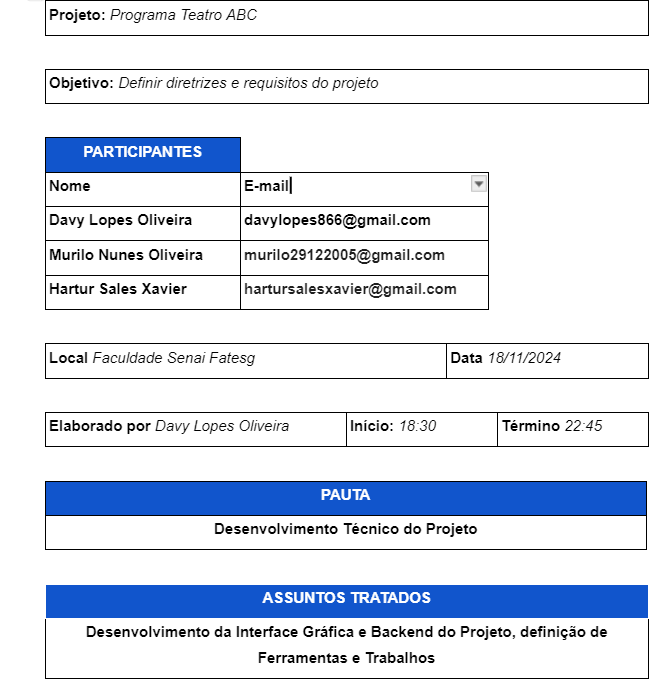 Projeto: Programa Teatro ABC
Objetivo: Definir diretrizes e requisitos do projeto
PARTICIPANTES
Nome E-mail
Davy Lopes Oliveira davylopes866@gmail.com
Murilo Nunes Oliveira murilo29122005@gmail.com
Hartur Sales Xavier hartursalesxavier@gmail.com
Local Faculdade Senai Fatesg Data 18/11/2024
Elaborado por Davy Lopes Oliveira Início: 18:30 Término 22:45
PAUTA
Desenvolvimento Técnico do Projeto
ASSUNTOS TRATADOS
Desenvolvimento da Interface Gráfica e Backend do Projeto, definição de
Ferramentas e Trabalhos